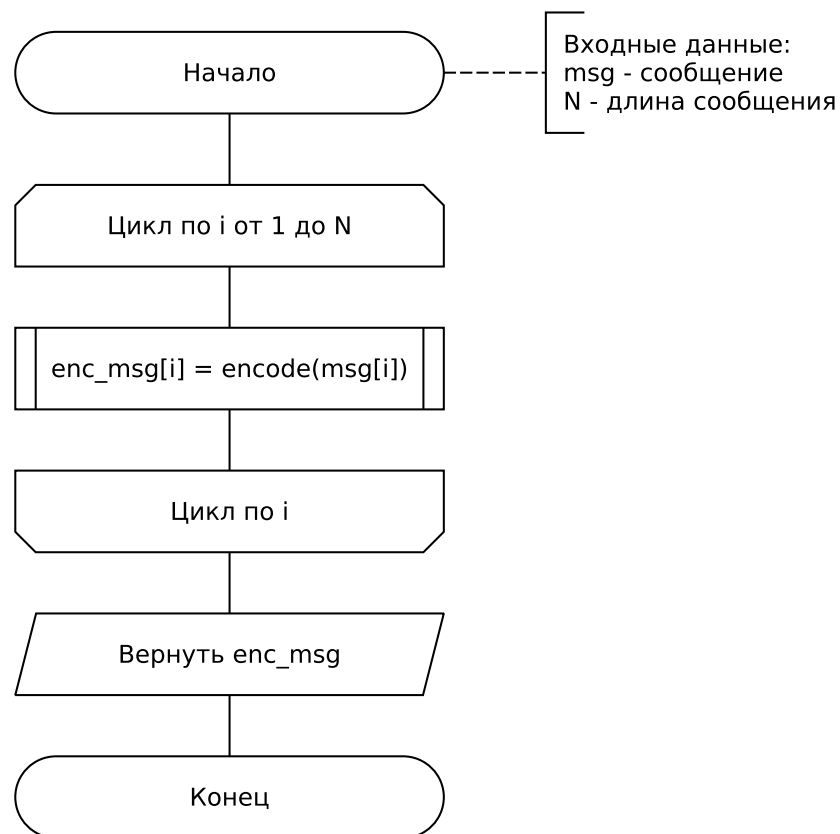 Начало
Входные данные:
msg - сообщение
N - длина сообщения
Цикл по i от 1 до N
enc_msg[i] = encode(msg[i])
Цикл по i
Вернуть enc_msg
Конец